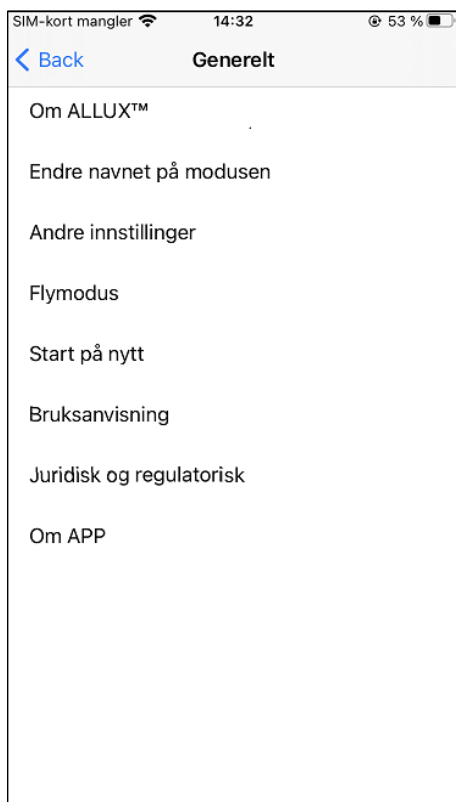 SIM-kort mangler 14:32 53 %
Back Generelt
Om ALLUX™
Endre navnet på modusen
Andre innstillinger
Flymodus
Start på nytt
Bruksanvisning
Juridisk og regulatorisk
Om APP